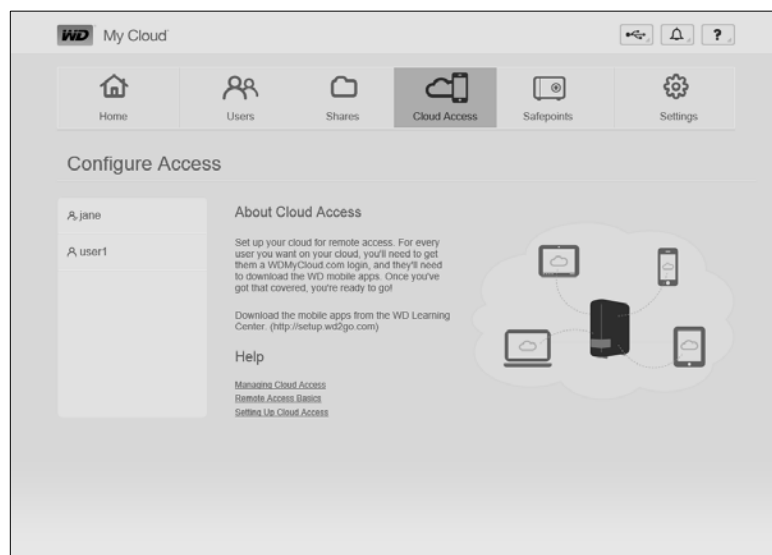 WD My Cloud
?
Home
Users
Shares
Cloud Access
Safepoints
Settings
Configure Access
jane
user1
About Cloud Access
Set up your cloud for remote access. For every
user you want on your cloud, you'll need to get
them a WDMyCloud.com login, and they'll need
to download the WD mobile apps. Once you've
got that covered, you're ready to go!
Download the mobile apps from the WD Learning
Center. (http://setup.wd2go.com)
Help
Managing Cloud Access
Remote Access Basics
Setting Up Cloud Access